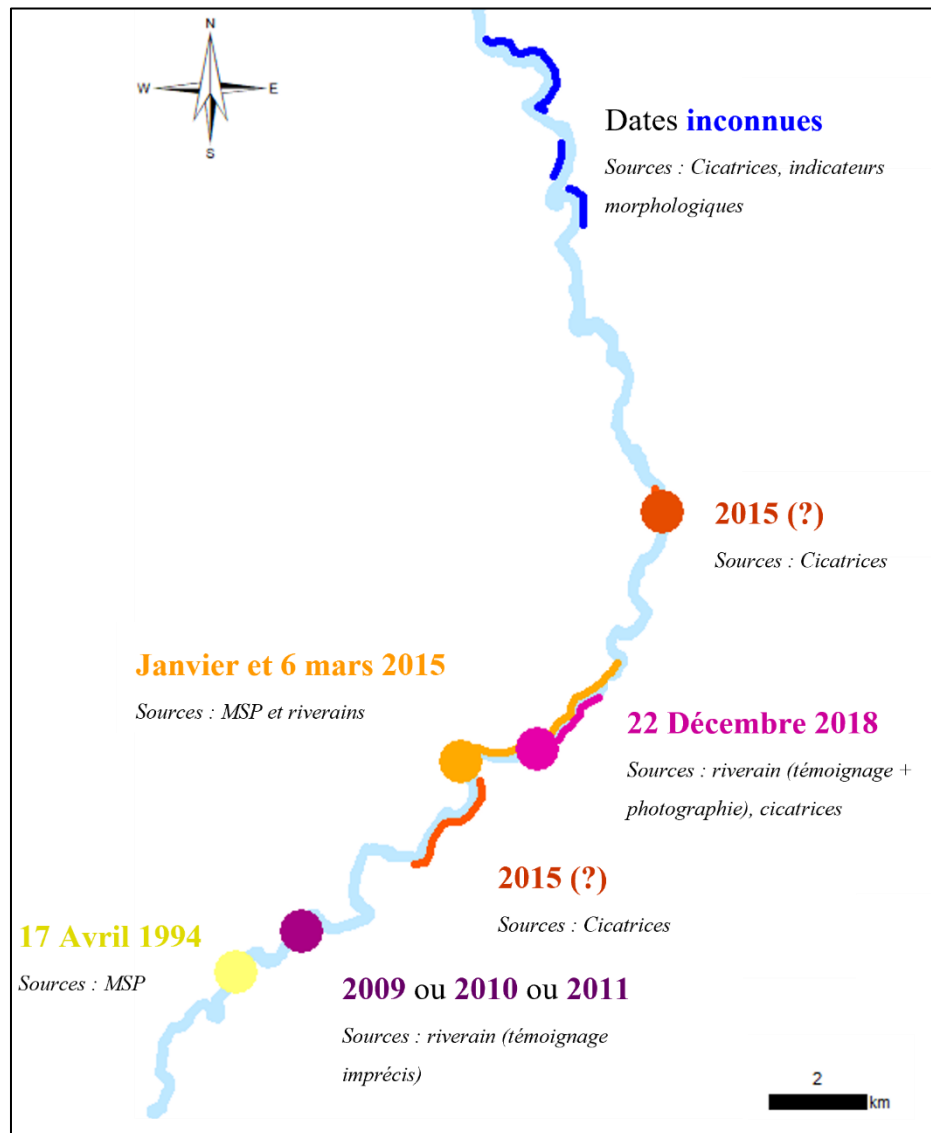 N
W
E
S
Dates inconnues
Sources : Cicatrices, indicateurs
morphologiques
2015 (?)
Sources : Cicatrices
Janvier et 6 mars 2015
Sources : MSP et riverains
22 Décembre 2018
Sources : riverain (témoignage +
photographie), cicatrices
2015 (?)
Sources : Cicatrices
17 Avril 1994
Sources : MSP
2009 ou 2010 ou 2011
Sources : riverain (témoignage
imprécis)
2
km